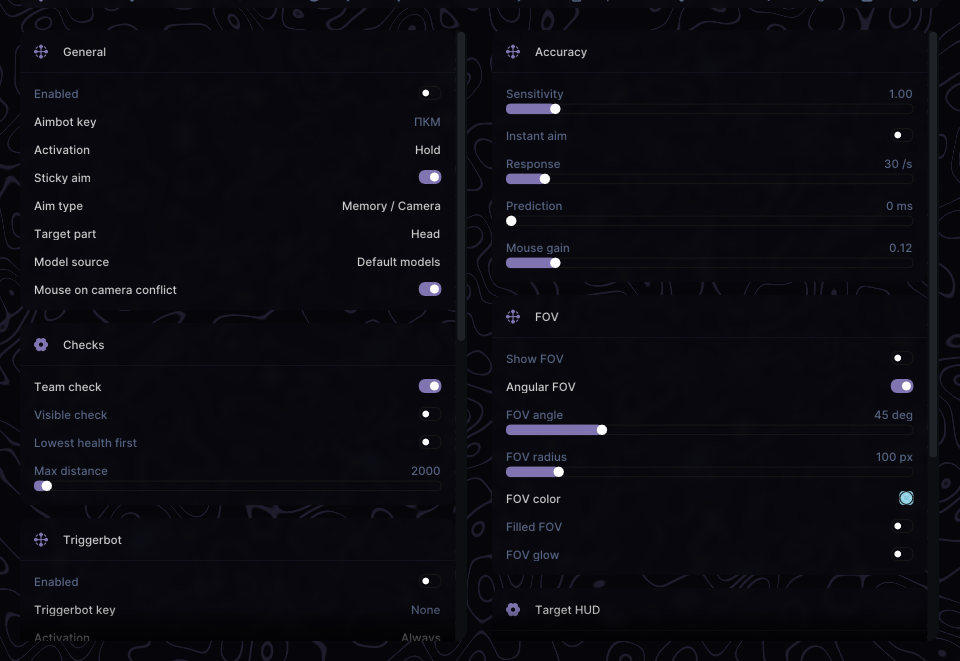 General
Enabled
Aimbot key ПКМ
Activation Hold
Sticky aim
Aim type Memory / Camera
Target part Head
Model source Default models
Mouse on camera conflict
Checks
Team check
Visible check
Lowest health first
Max distance 2000
Triggerbot
Enabled
Triggerbot key None
Activation Always
Accuracy
Sensitivity 1.00
Instant aim
Response 30 /s
Prediction 0 ms
Mouse gain 0.12
FOV
Show FOV
Angular FOV
FOV angle 45 deg
FOV radius 100 px
FOV color
Filled FOV
FOV glow
Target HUD